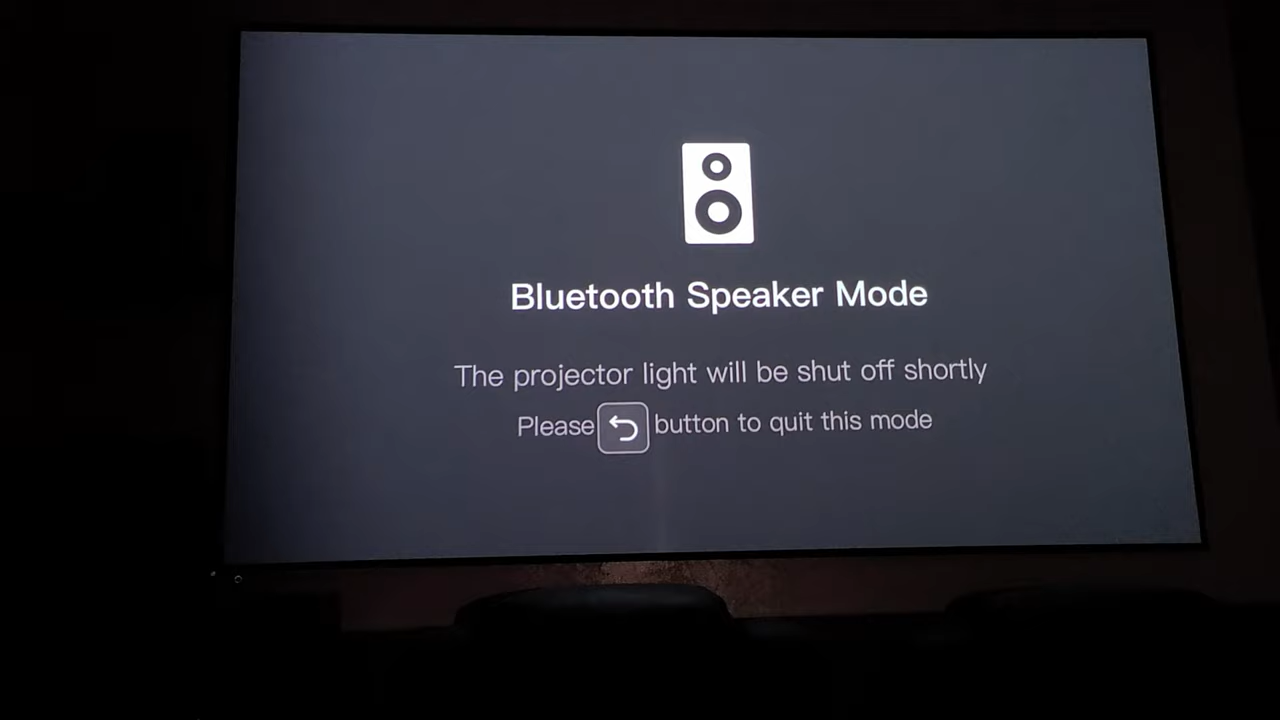 Bluetooth Speaker Mode
The projector light will be shut off shortly
Please button to quit this mode